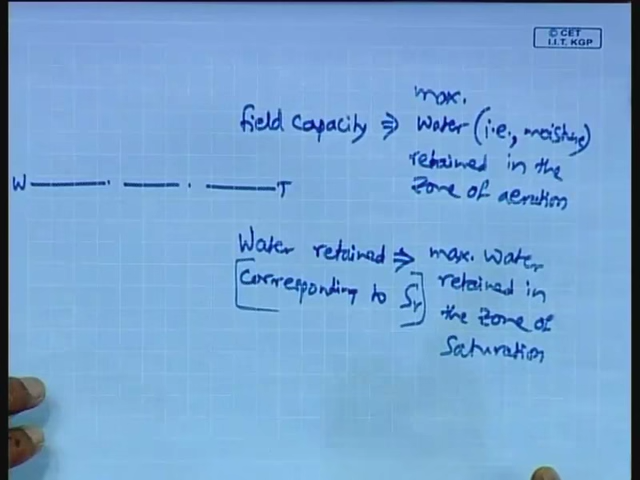 © CET
I.I.T. KGP
max.
field capacity ⇒ water (i.e., moisture)
retained in the
zone of aeration
W T
Water retained ⇒ max. water
[corresponding to Sr] retained in
the zone of
saturation